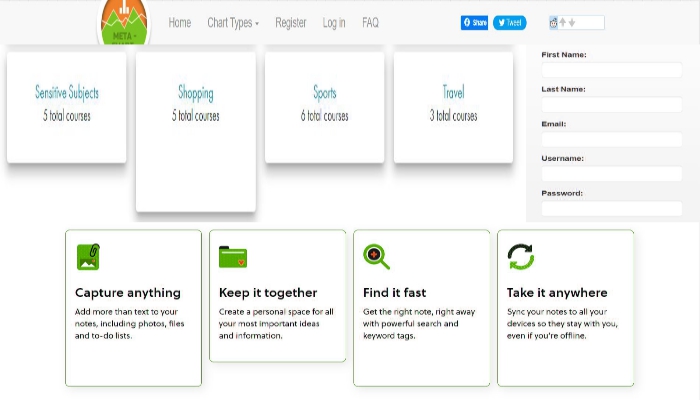 Home
Chart Types
Register
Log in
FAQ
Share
Tweet
META -
Sensitive Subjects
5 total courses
Shopping
5 total courses
Sports
6 total courses
Travel
3 total courses
First Name:
Last Name:
Email:
Username:
Password:
Capture anything
Add more than text to your
notes, including photos, files
and to-do lists.
Keep it together
Create a personal space for all
your most important ideas
and information.
Find it fast
Get the right note, right away
with powerful search and
keyword tags.
Take it anywhere
Sync your notes to all your
devices so they stay with you,
even if you're offline.